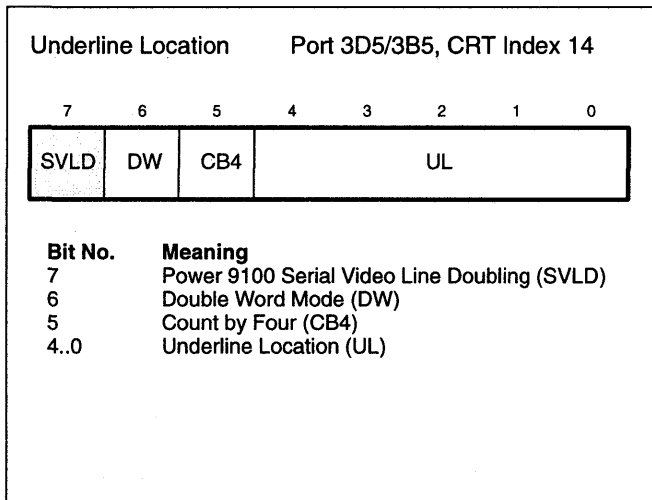 Underline Location Port 3D5/3B5, CRT Index 14
7 6 5 4 3 2 1 0
SVLD DW CB4 UL
Bit No. Meaning
7 Power 9100 Serial Video Line Doubling (SVLD)
6 Double Word Mode (DW)
5 Count by Four (CB4)
4..0 Underline Location (UL)